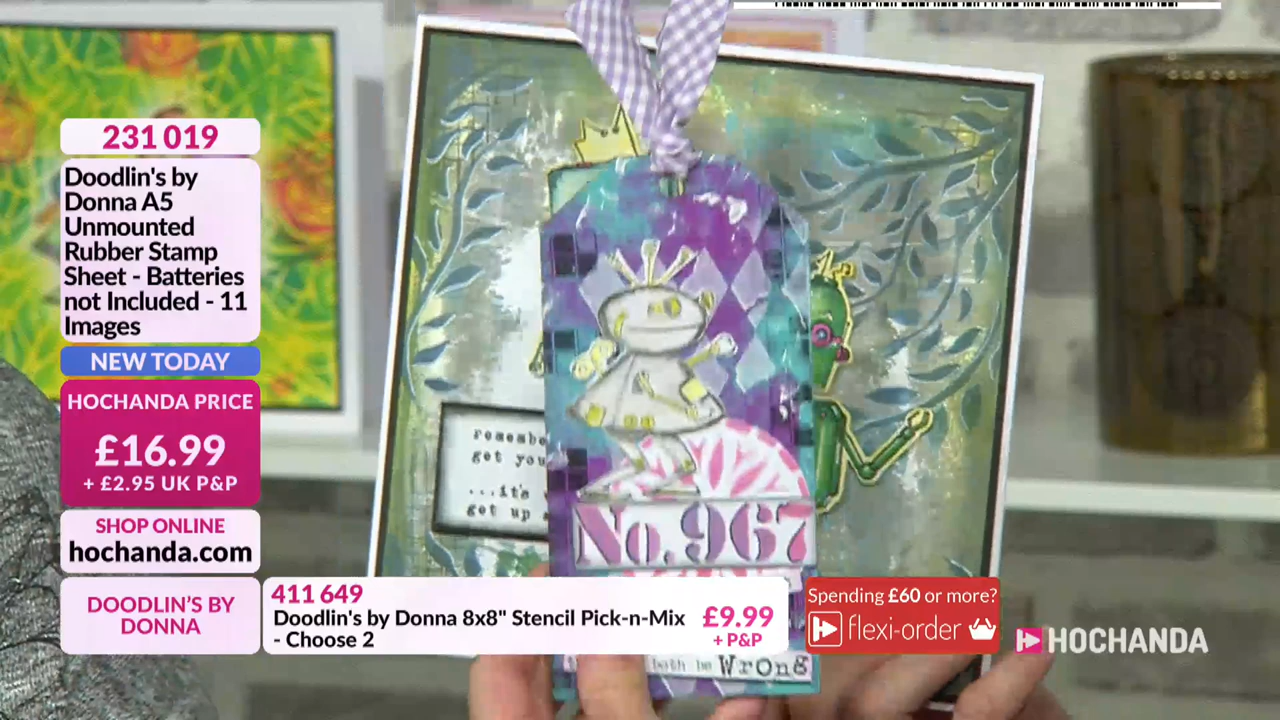 231 019
Doodlin's by
Donna A5
Unmounted
Rubber Stamp
Sheet - Batteries
not Included - 11
Images
NEW TODAY
HOCHANDA PRICE
£16.99
+ £2.95 UK P&P
SHOP ONLINE
hochanda.com
DOODLIN'S BY
DONNA
411 649
Doodlin's by Donna 8x8" Stencil Pick-n-Mix
- Choose 2
£9.99
+ P&P
Spending £60 or more?
flexi-order
HOCHANDA
get you
...it's
get up
No. 967
both be WrOng